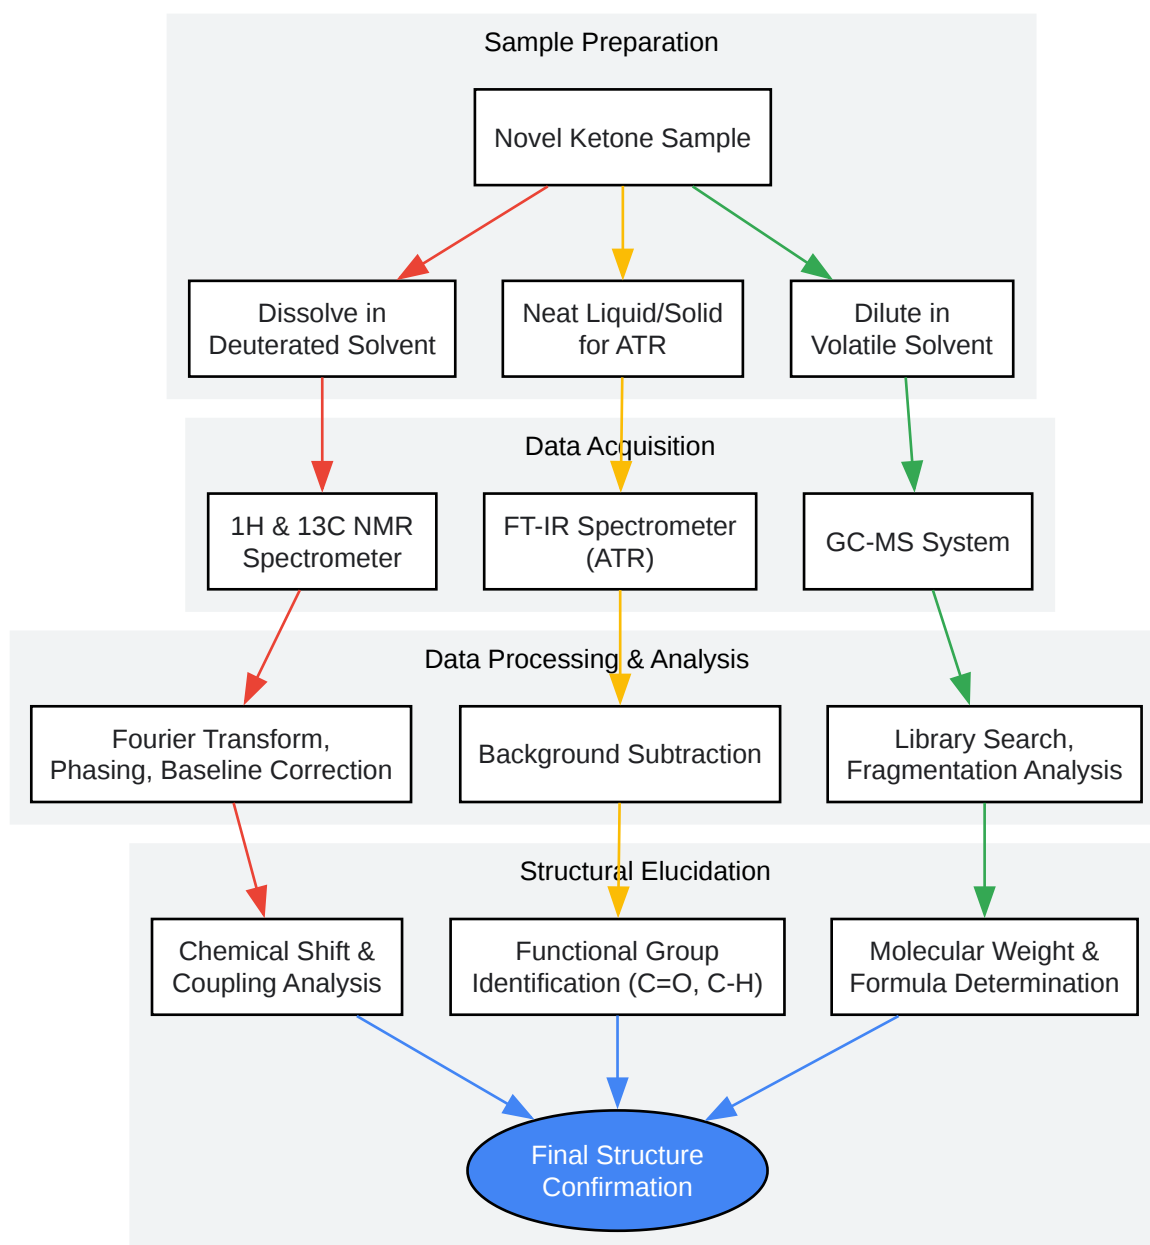 Sample Preparation
Novel Ketone Sample
Dissolve in
Deuterated Solvent
Neat Liquid/Solid
for ATR
Dilute in
Volatile Solvent
Data Acquisition
1H & 13C NMR
Spectrometer
FT-IR Spectrometer
(ATR)
GC-MS System
Data Processing & Analysis
Fourier Transform,
Phasing, Baseline Correction
Background Subtraction
Library Search,
Fragmentation Analysis
Structural Elucidation
Chemical Shift &
Coupling Analysis
Functional Group
Identification (C=O, C-H)
Molecular Weight &
Formula Determination
Final Structure
Confirmation